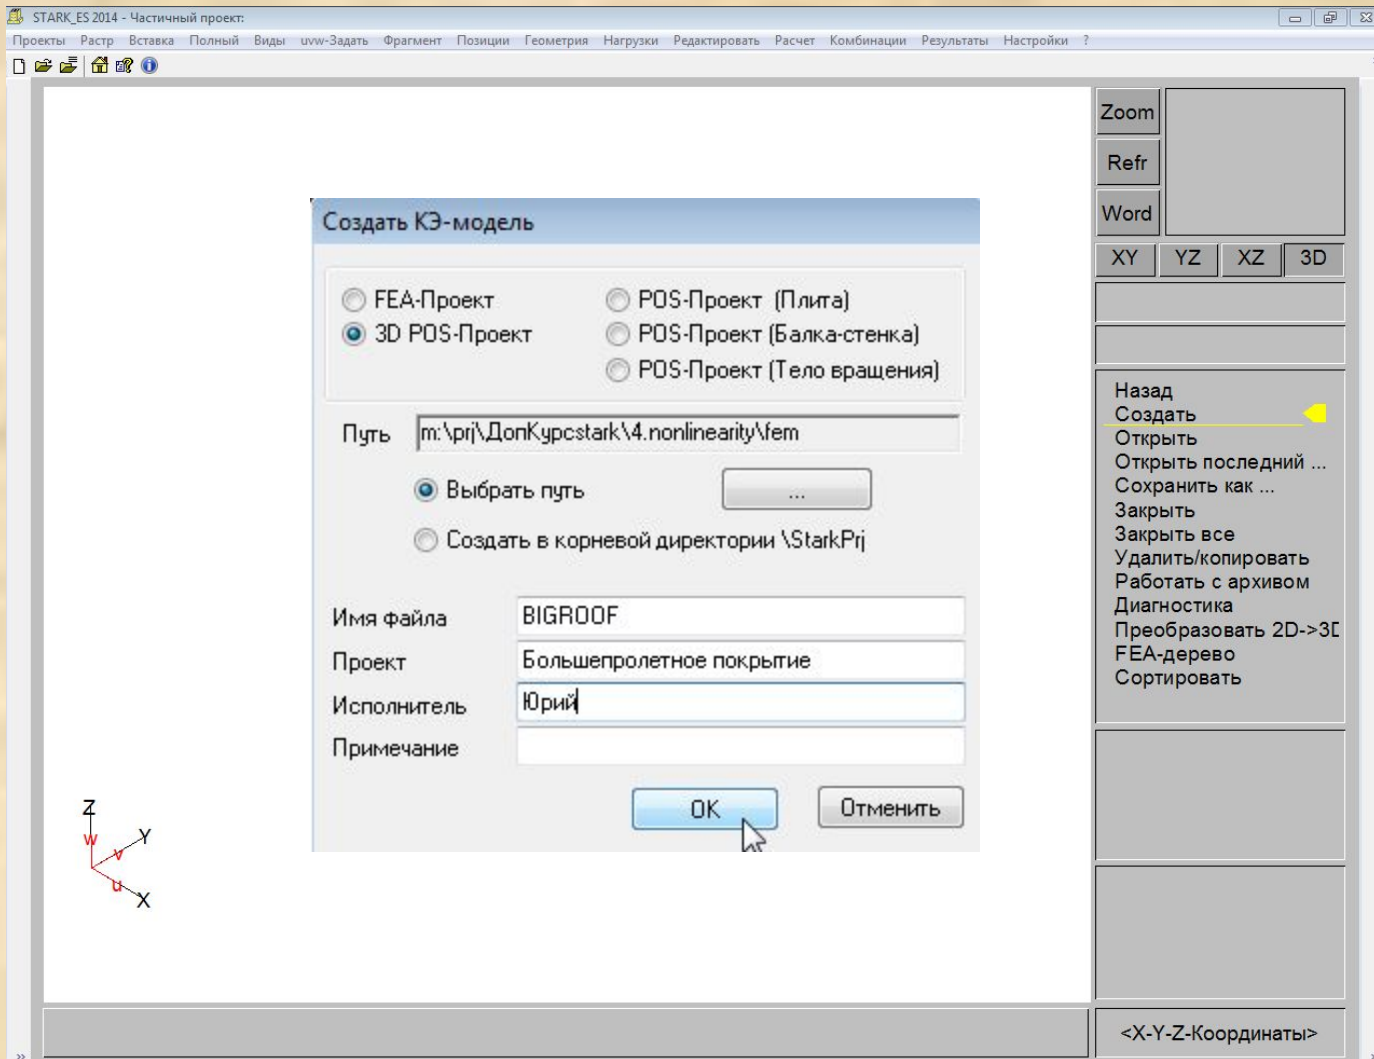 STARK_ES 2014 - Частичный проект:
Проекты Растр Вставка Полный Виды uvw-Задать Фрагмент Позиции Геометрия Нагрузки Редактировать Расчет Комбинации Результаты Настройки ?
Zoom
Refr
Word
XY YZ XZ 3D
Создать КЭ-модель
FEA-Проект
3D POS-Проект
POS-Проект (Плита)
POS-Проект (Балка-стенка)
POS-Проект (Тело вращения)
Путь m:\prj\ДопКурсstark\4.nonlinearity\fem
Выбрать путь ...
Создать в корневой директории \StarkPrj
Имя файла BIGROOF
Проект Большепролетное покрытие
Исполнитель Юрий
Примечание
OK Отменить
Назад
Создать
Открыть
Открыть последний ...
Сохранить как ...
Закрыть
Закрыть все
Удалить/копировать
Работать с архивом
Диагностика
Преобразовать 2D->3D
FEA-дерево
Сортировать
Z
w
Y
v
u
X
<X-Y-Z-Координаты>